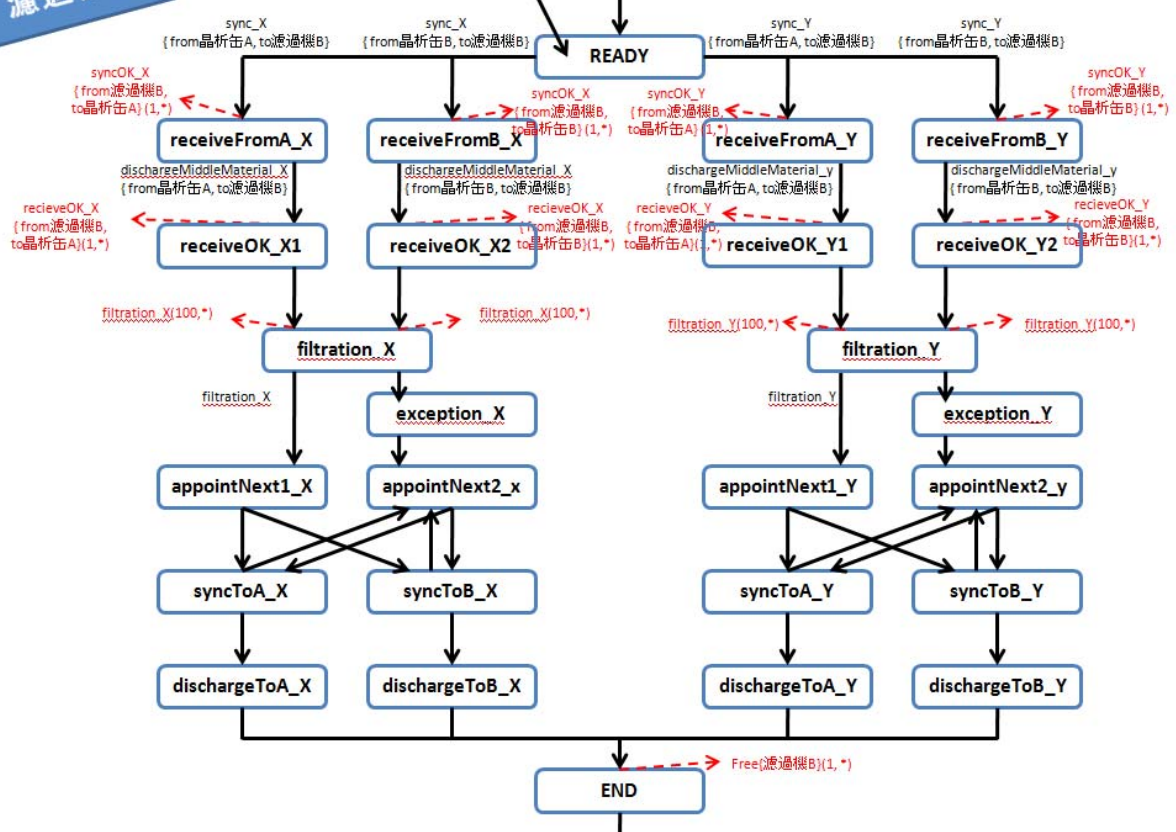 濾過
sync_X
{from晶析缶A, to濾過機B}
sync_X
{from晶析缶B, to濾過機B}
sync_Y
{from晶析缶A, to濾過機B}
sync_Y
{from晶析缶B, to濾過機B}
READY
syncOK_X
{from濾過機B,
to晶析缶A}(1,*)
syncOK_X
{from濾過機B,
to晶析缶B}(1,*)
syncOK_Y
{from濾過機B,
to晶析缶A}(1,*)
syncOK_Y
{from濾過機B,
to晶析缶B}(1,*)
receiveFromA_X
receiveFromB_X
receiveFromA_Y
receiveFromB_Y
dischargeMiddleMaterial_X
{from晶析缶A, to濾過機B}
dischargeMiddleMaterial_X
{from晶析缶B, to濾過機B}
dischargeMiddleMaterial_y
{from晶析缶A, to濾過機B}
dischargeMiddleMaterial_y
{from晶析缶B, to濾過機B}
recieveOK_X
{from濾過機B,
to晶析缶A}(1,*)
recieveOK_X
{from濾過機B,
to晶析缶B}(1,*)
recieveOK_Y
{from濾過機B,
to晶析缶A}(1,*)
recieveOK_Y
{from濾過機B,
to晶析缶B}(1,*)
receiveOK_X1
receiveOK_X2
receiveOK_Y1
receiveOK_Y2
filtration_X(100,*)
filtration_X(100,*)
filtration_Y(100,*)
filtration_Y(100,*)
filtration_X
filtration_Y
filtration_X
filtration_Y
exception_X
exception_Y
appointNext1_X
appointNext2_x
appointNext1_Y
appointNext2_y
syncToA_X
syncToB_X
syncToA_Y
syncToB_Y
dischargeToA_X
dischargeToB_X
dischargeToA_Y
dischargeToB_Y
Free{濾過機B}(1, *)
END